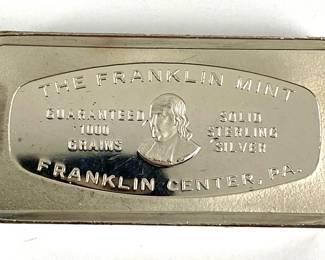 THE FRANKLIN MINT
GUARANTEED
1000
GRAINS
SOLID
STERLING
SILVER
FRANKLIN CENTER, PA.